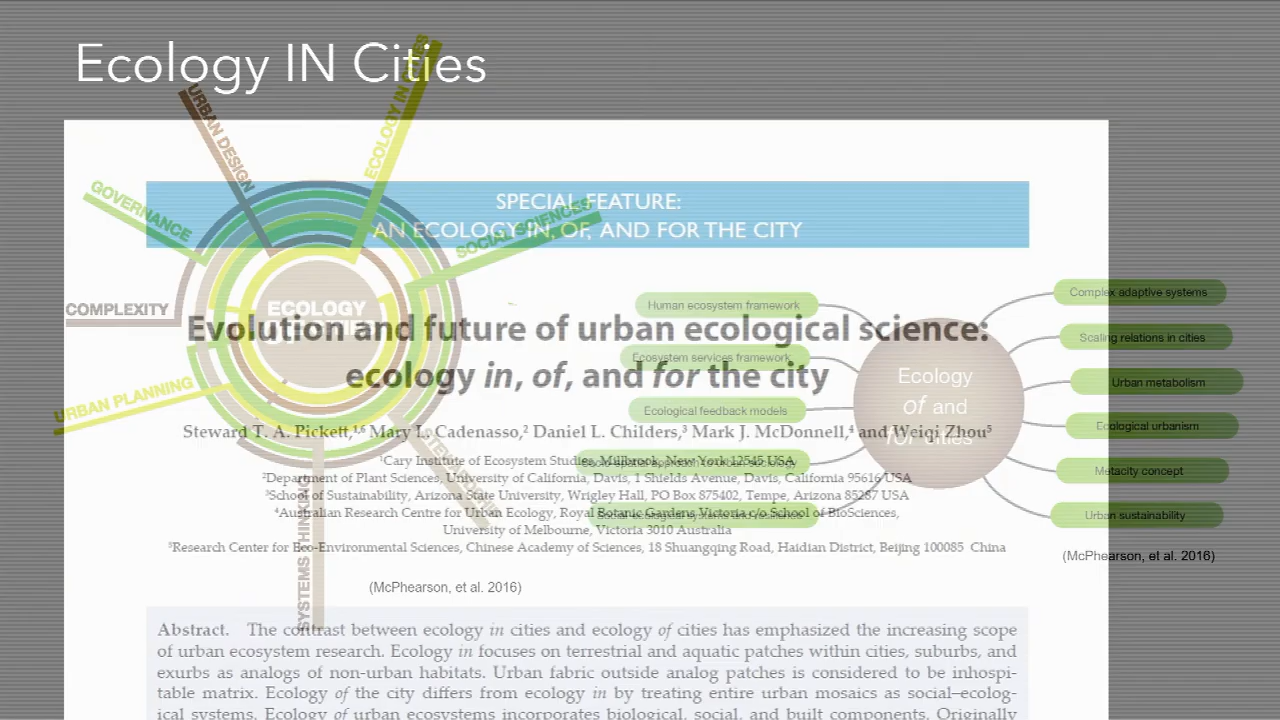 Ecology IN Cities
URBAN DESIGN
ECOLOGY IN CITIES
GOVERNANCE
SOCIAL SCIENCES
COMPLEXITY
URBAN PLANNING
SYSTEMS THINKING
ECOLOGY
SPECIAL FEATURE:
AN ECOLOGY IN, OF, AND FOR THE CITY
Evolution and future of urban ecological science:
ecology in, of, and for the city
Steward T. A. Pickett,1,6 Mary L. Cadenasso,2 Daniel L. Childers,3 Mark J. McDonnell,4 and Weiqi Zhou5
1Cary Institute of Ecosystem Studies, Millbrook, New York 12545 USA
2Department of Plant Sciences, University of California, Davis, 1 Shields Avenue, Davis, California 95616 USA
3School of Sustainability, Arizona State University, Wrigley Hall, PO Box 875402, Tempe, Arizona 85287 USA
4Australian Research Centre for Urban Ecology, Royal Botanic Gardens Victoria c/o School of BioSciences,
University of Melbourne, Victoria 3010 Australia
5Research Center for Eco-Environmental Sciences, Chinese Academy of Sciences, 18 Shuangqing Road, Haidian District, Beijing 100085 China
Human ecosystem framework
Ecosystem services framework
Ecological feedback models
Ecology
of and
for cities
Complex adaptive systems
Scaling relations in cities
Urban metabolism
Ecological urbanism
Metacity concept
Urban sustainability
(McPhearson, et al. 2016)
(McPhearson, et al. 2016)
Abstract. The contrast between ecology in cities and ecology of cities has emphasized the increasing scope
of urban ecosystem research. Ecology in focuses on terrestrial and aquatic patches within cities, suburbs, and
exurbs as analogs of non-urban habitats. Urban fabric outside analog patches is considered to be inhospi-
table matrix. Ecology of the city differs from ecology in by treating entire urban mosaics as social–ecolog-
ical systems. Ecology of urban ecosystems incorporates biological, social, and built components. Originally